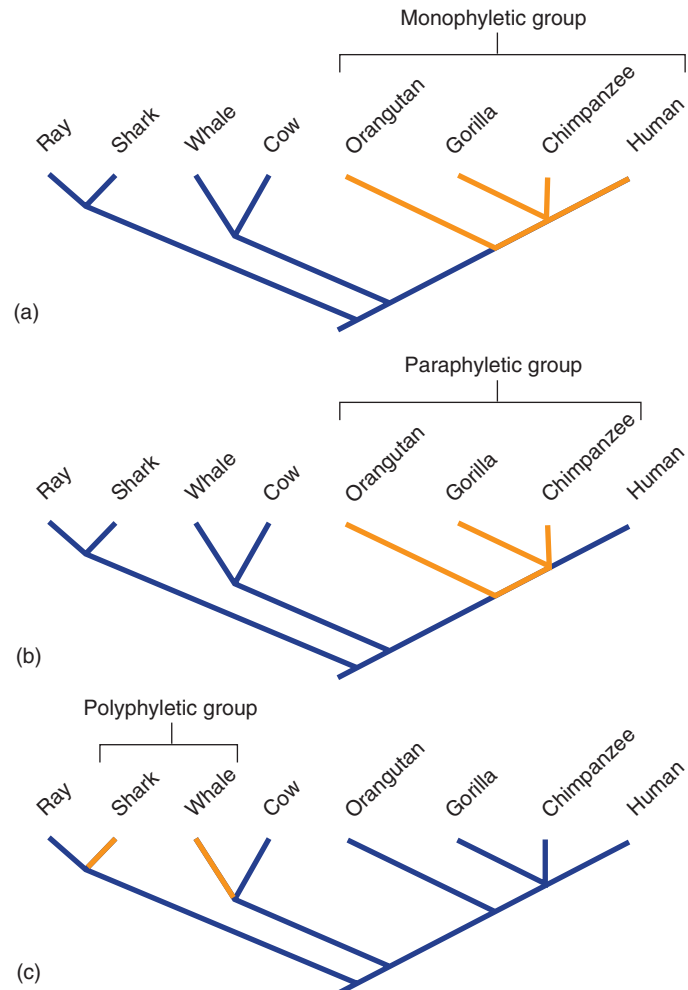 Monophyletic group
Ray
Shark
Whale
Cow
Orangutan
Gorilla
Chimpanzee
Human
(a)
Paraphyletic group
Ray
Shark
Whale
Cow
Orangutan
Gorilla
Chimpanzee
Human
(b)
Polyphyletic group
Ray
Shark
Whale
Cow
Orangutan
Gorilla
Chimpanzee
Human
(c)